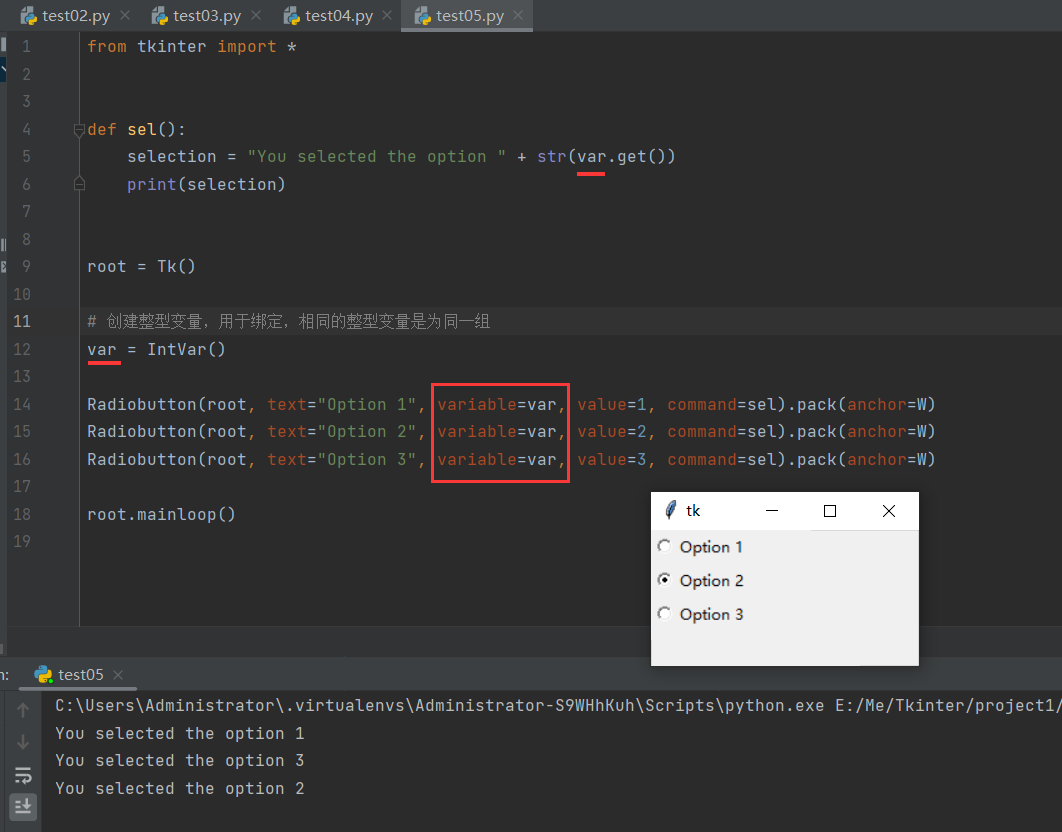 test02.py test03.py test04.py test05.py
1 from tkinter import *
2
3
4 def sel():
5 selection = "You selected the option " + str(var.get())
6 print(selection)
7
8
9 root = Tk()
10
11 # 创建整型变量，用于绑定，相同的整型变量是为同一组
12 var = IntVar()
13
14 Radiobutton(root, text="Option 1", variable=var, value=1, command=sel).pack(anchor=W)
15 Radiobutton(root, text="Option 2", variable=var, value=2, command=sel).pack(anchor=W)
16 Radiobutton(root, text="Option 3", variable=var, value=3, command=sel).pack(anchor=W)
17
18 root.mainloop()
19
tk
Option 1
Option 2
Option 3
n: test05
C:\Users\Administrator\.virtualenvs\Administrator-S9WHhKuh\Scripts\python.exe E:/Me/Tkinter/project1/
You selected the option 1
You selected the option 3
You selected the option 2